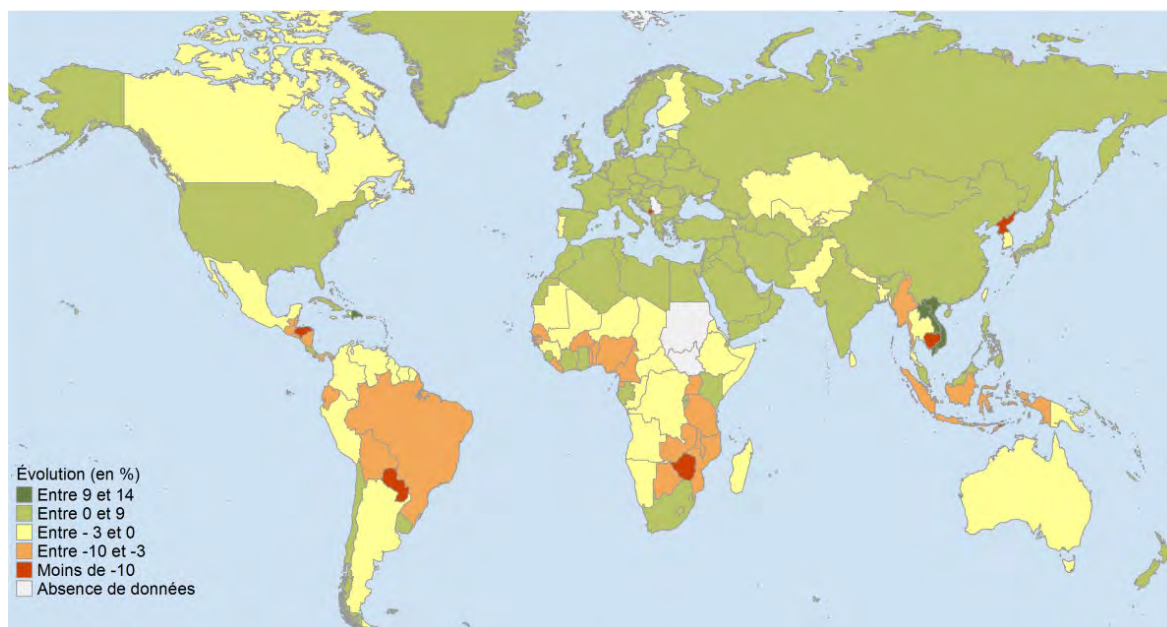 Évolution (en %)
Entre 9 et 14
Entre 0 et 9
Entre - 3 et 0
Entre -10 et -3
Moins de -10
Absence de données